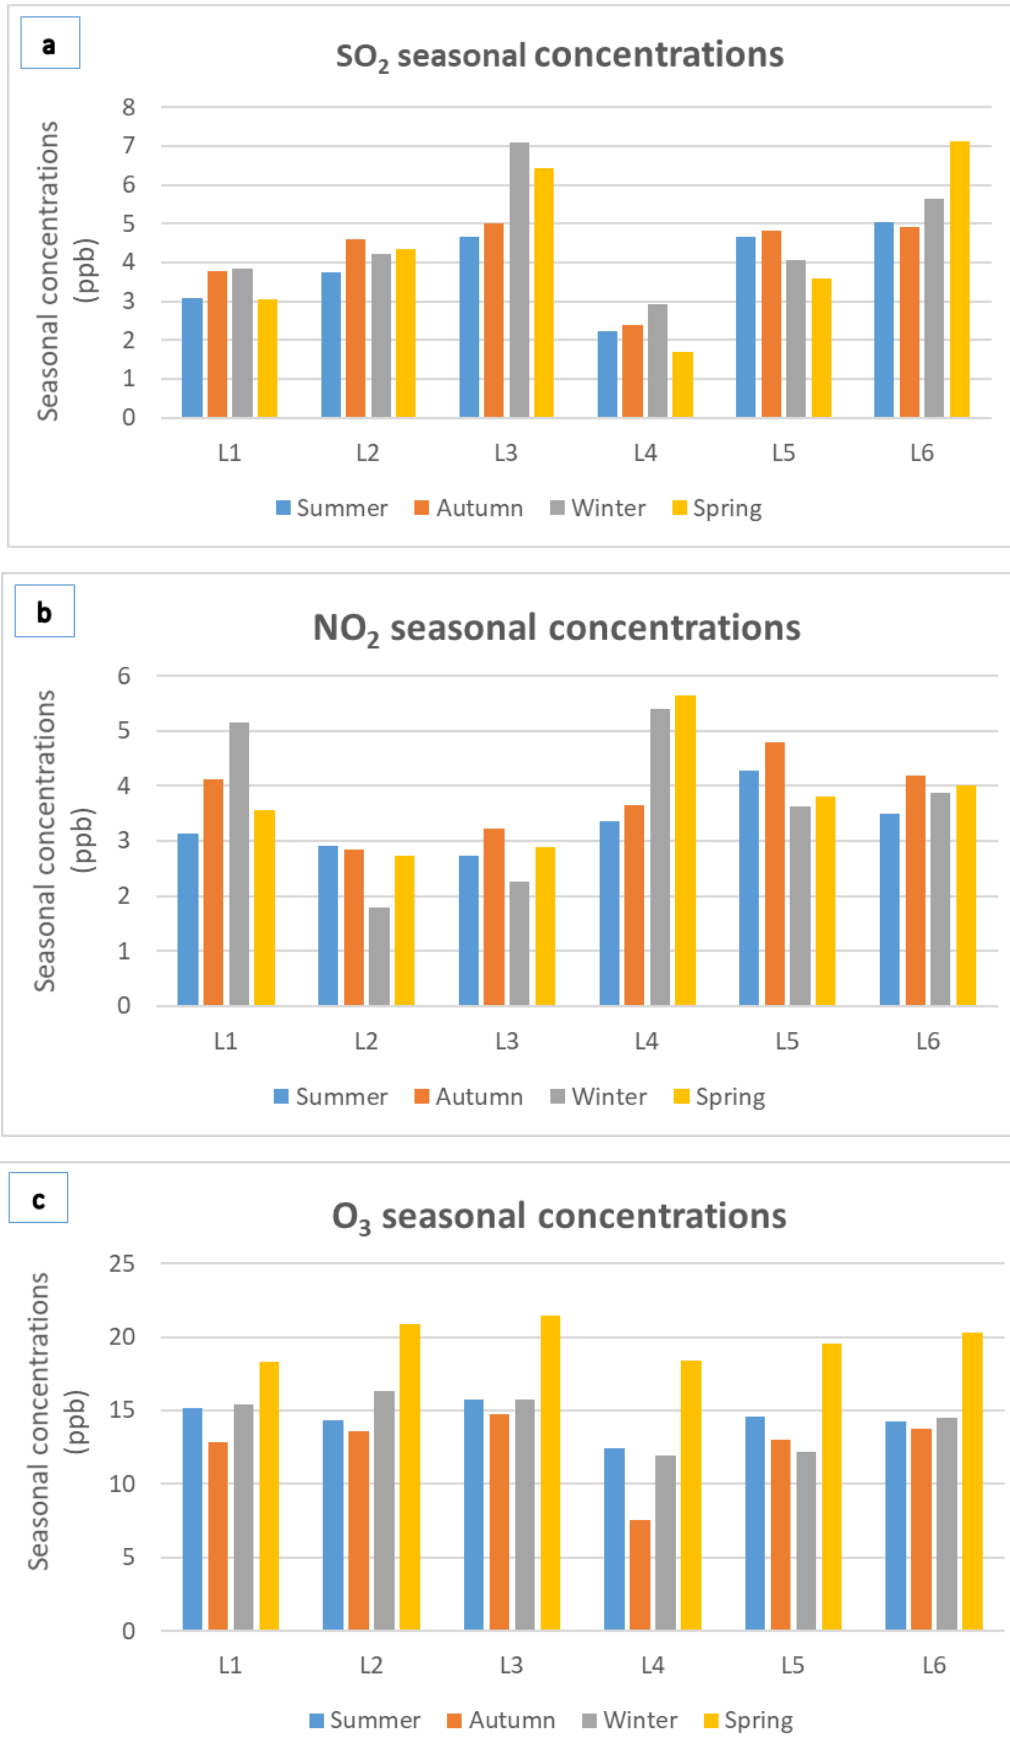 a
SO₂ seasonal concentrations
Seasonal concentrations
(ppb)
8
7
6
5
4
3
2
1
0
L1 L2 L3 L4 L5 L6
Summer Autumn Winter Spring
b
NO₂ seasonal concentrations
Seasonal concentrations
(ppb)
6
5
4
3
2
1
0
L1 L2 L3 L4 L5 L6
Summer Autumn Winter Spring
c
O₃ seasonal concentrations
Seasonal concentrations
(ppb)
25
20
15
10
5
0
L1 L2 L3 L4 L5 L6
Summer Autumn Winter Spring